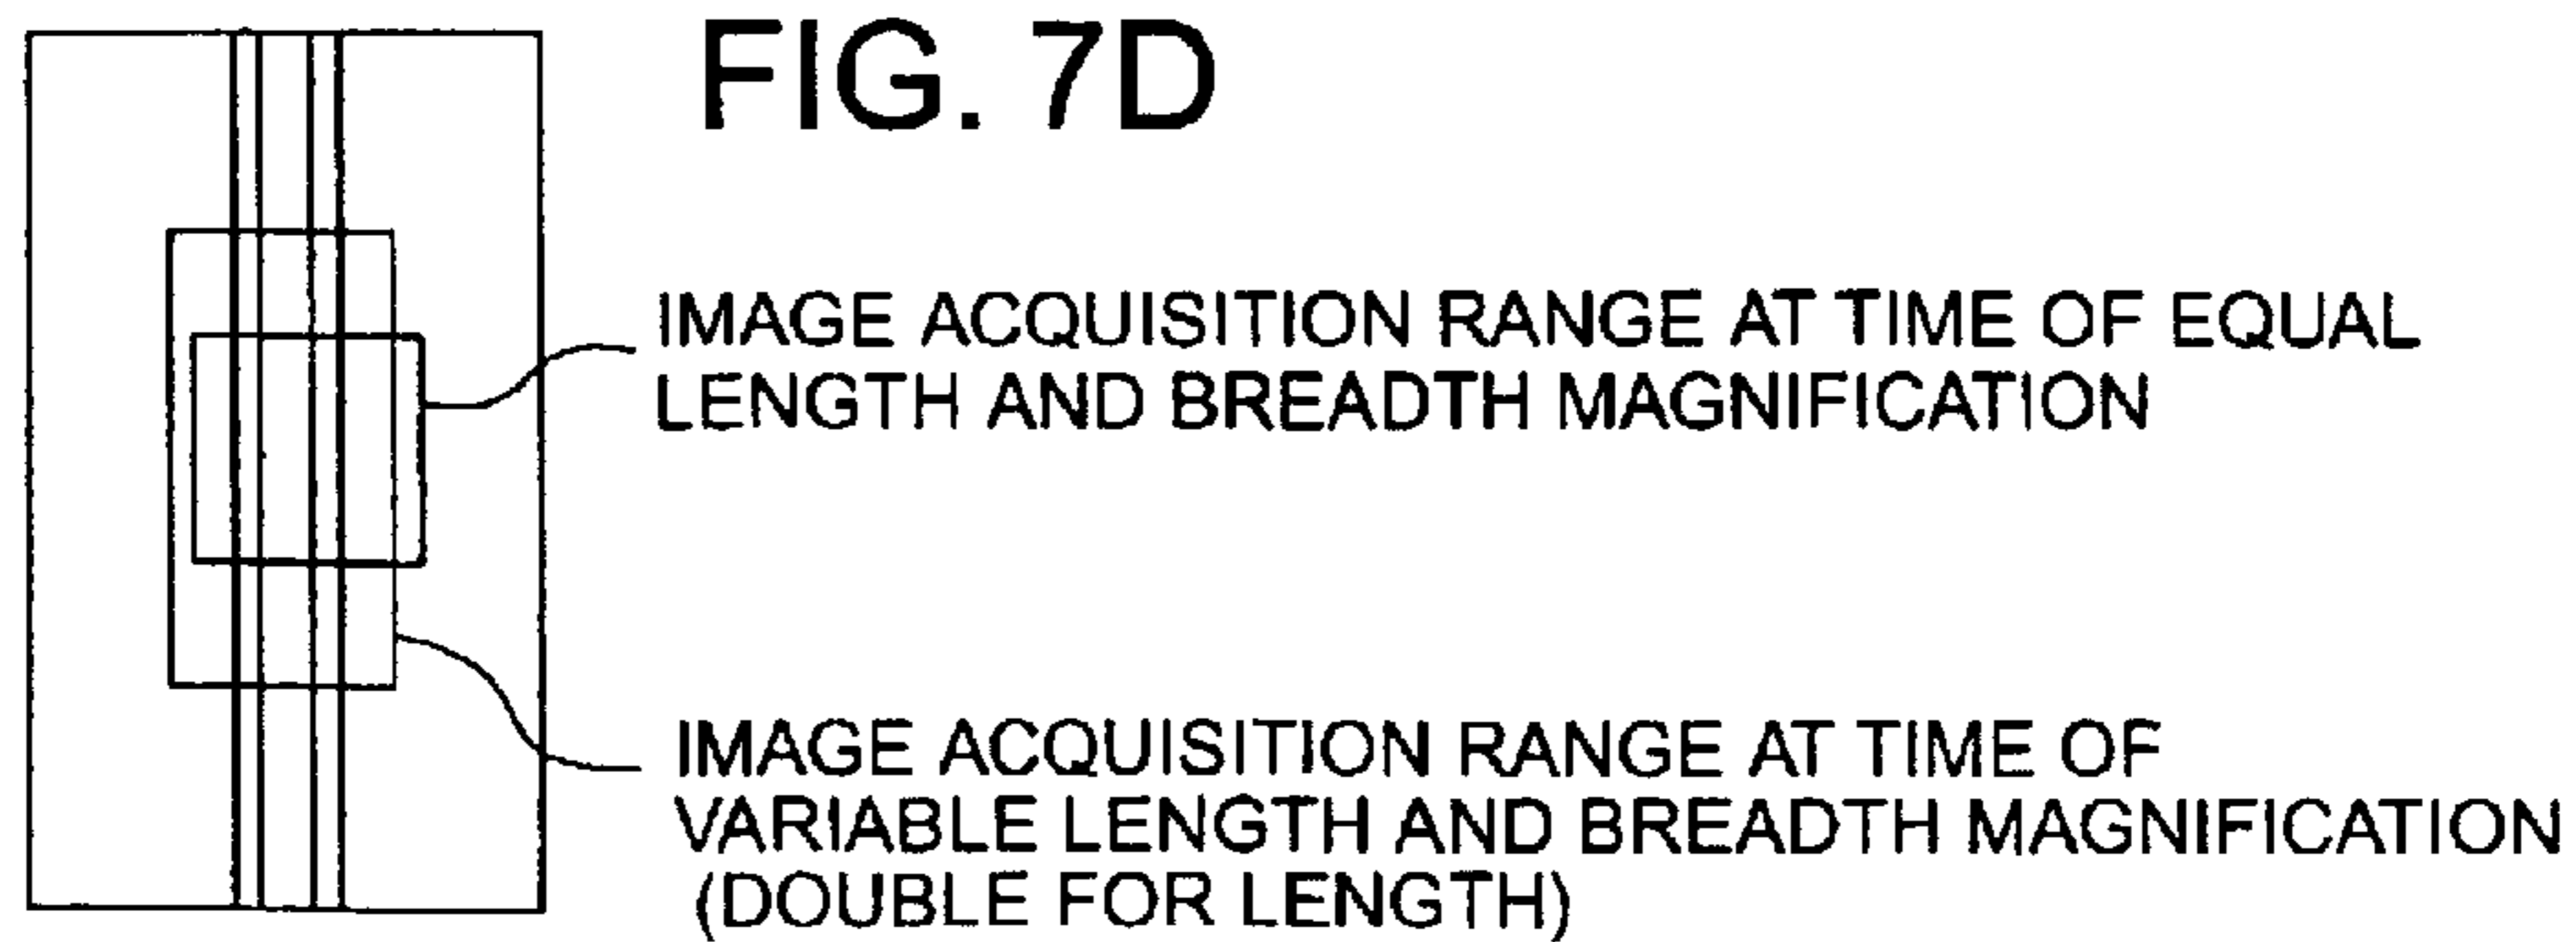 FIG. 7D
IMAGE ACQUISITION RANGE AT TIME OF EQUAL
LENGTH AND BREADTH MAGNIFICATION
IMAGE ACQUISITION RANGE AT TIME OF
VARIABLE LENGTH AND BREADTH MAGNIFICATION
(DOUBLE FOR LENGTH)